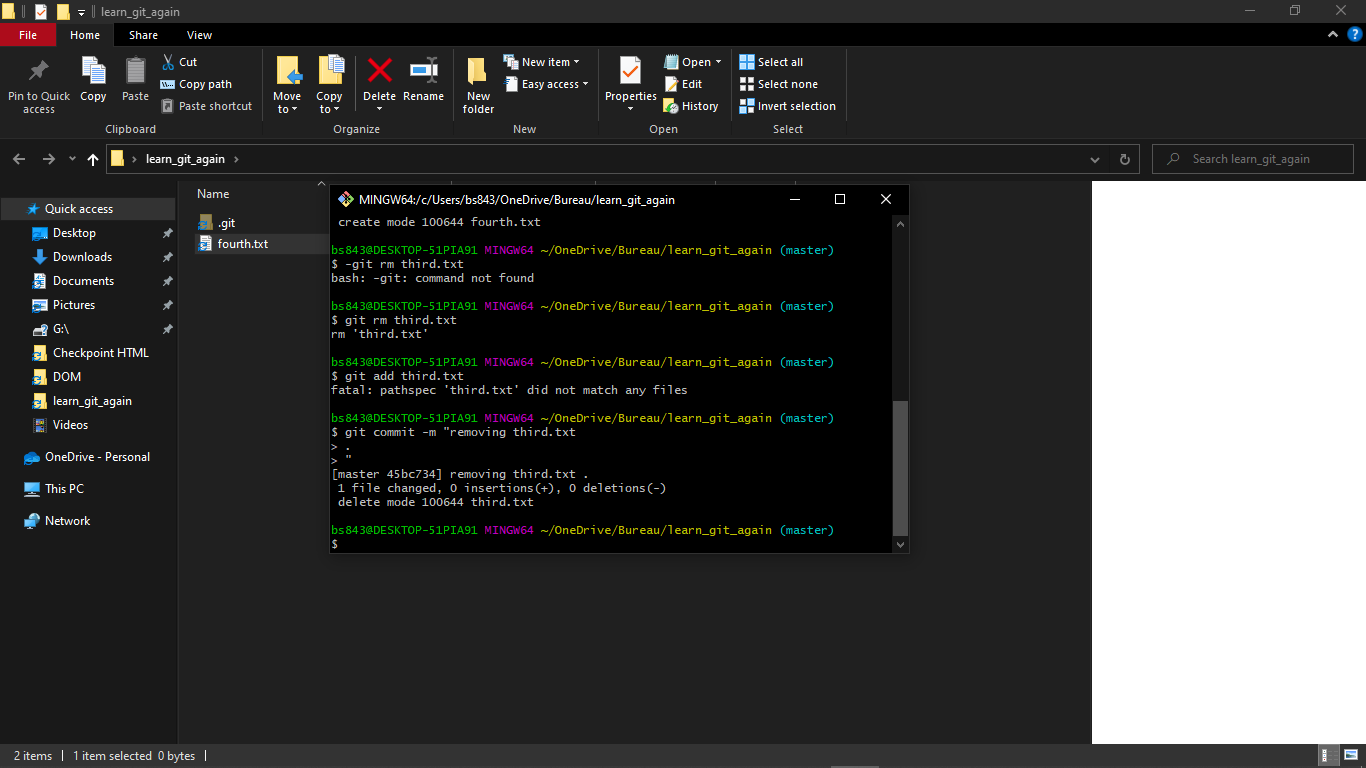 learn_git_again
File Home Share View
Pin to Quick access
Copy
Paste
Cut
Copy path
Paste shortcut
Clipboard
Move to
Copy to
Delete
Rename
Organize
New folder
New item
Easy access
New
Properties
Open
Edit
History
Open
Select all
Select none
Invert selection
Select
learn_git_again
Search learn_git_again
Quick access
Desktop
Downloads
Documents
Pictures
G:\
Checkpoint HTML
DOM
learn_git_again
Videos
OneDrive - Personal
This PC
Network
Name
.git
fourth.txt
MINGW64:/c/Users/bs843/OneDrive/Bureau/learn_git_again
create mode 100644 fourth.txt
bs843@DESKTOP-51PIA91 MINGW64 ~/OneDrive/Bureau/learn_git_again (master)
$ -git rm third.txt
bash: -git: command not found
bs843@DESKTOP-51PIA91 MINGW64 ~/OneDrive/Bureau/learn_git_again (master)
$ git rm third.txt
rm 'third.txt'
bs843@DESKTOP-51PIA91 MINGW64 ~/OneDrive/Bureau/learn_git_again (master)
$ git add third.txt
fatal: pathspec 'third.txt' did not match any files
bs843@DESKTOP-51PIA91 MINGW64 ~/OneDrive/Bureau/learn_git_again (master)
$ git commit -m "removing third.txt
> .
> "
[master 45bc734] removing third.txt .
1 file changed, 0 insertions(+), 0 deletions(-)
delete mode 100644 third.txt
bs843@DESKTOP-51PIA91 MINGW64 ~/OneDrive/Bureau/learn_git_again (master)
$
2 items 1 item selected 0 bytes